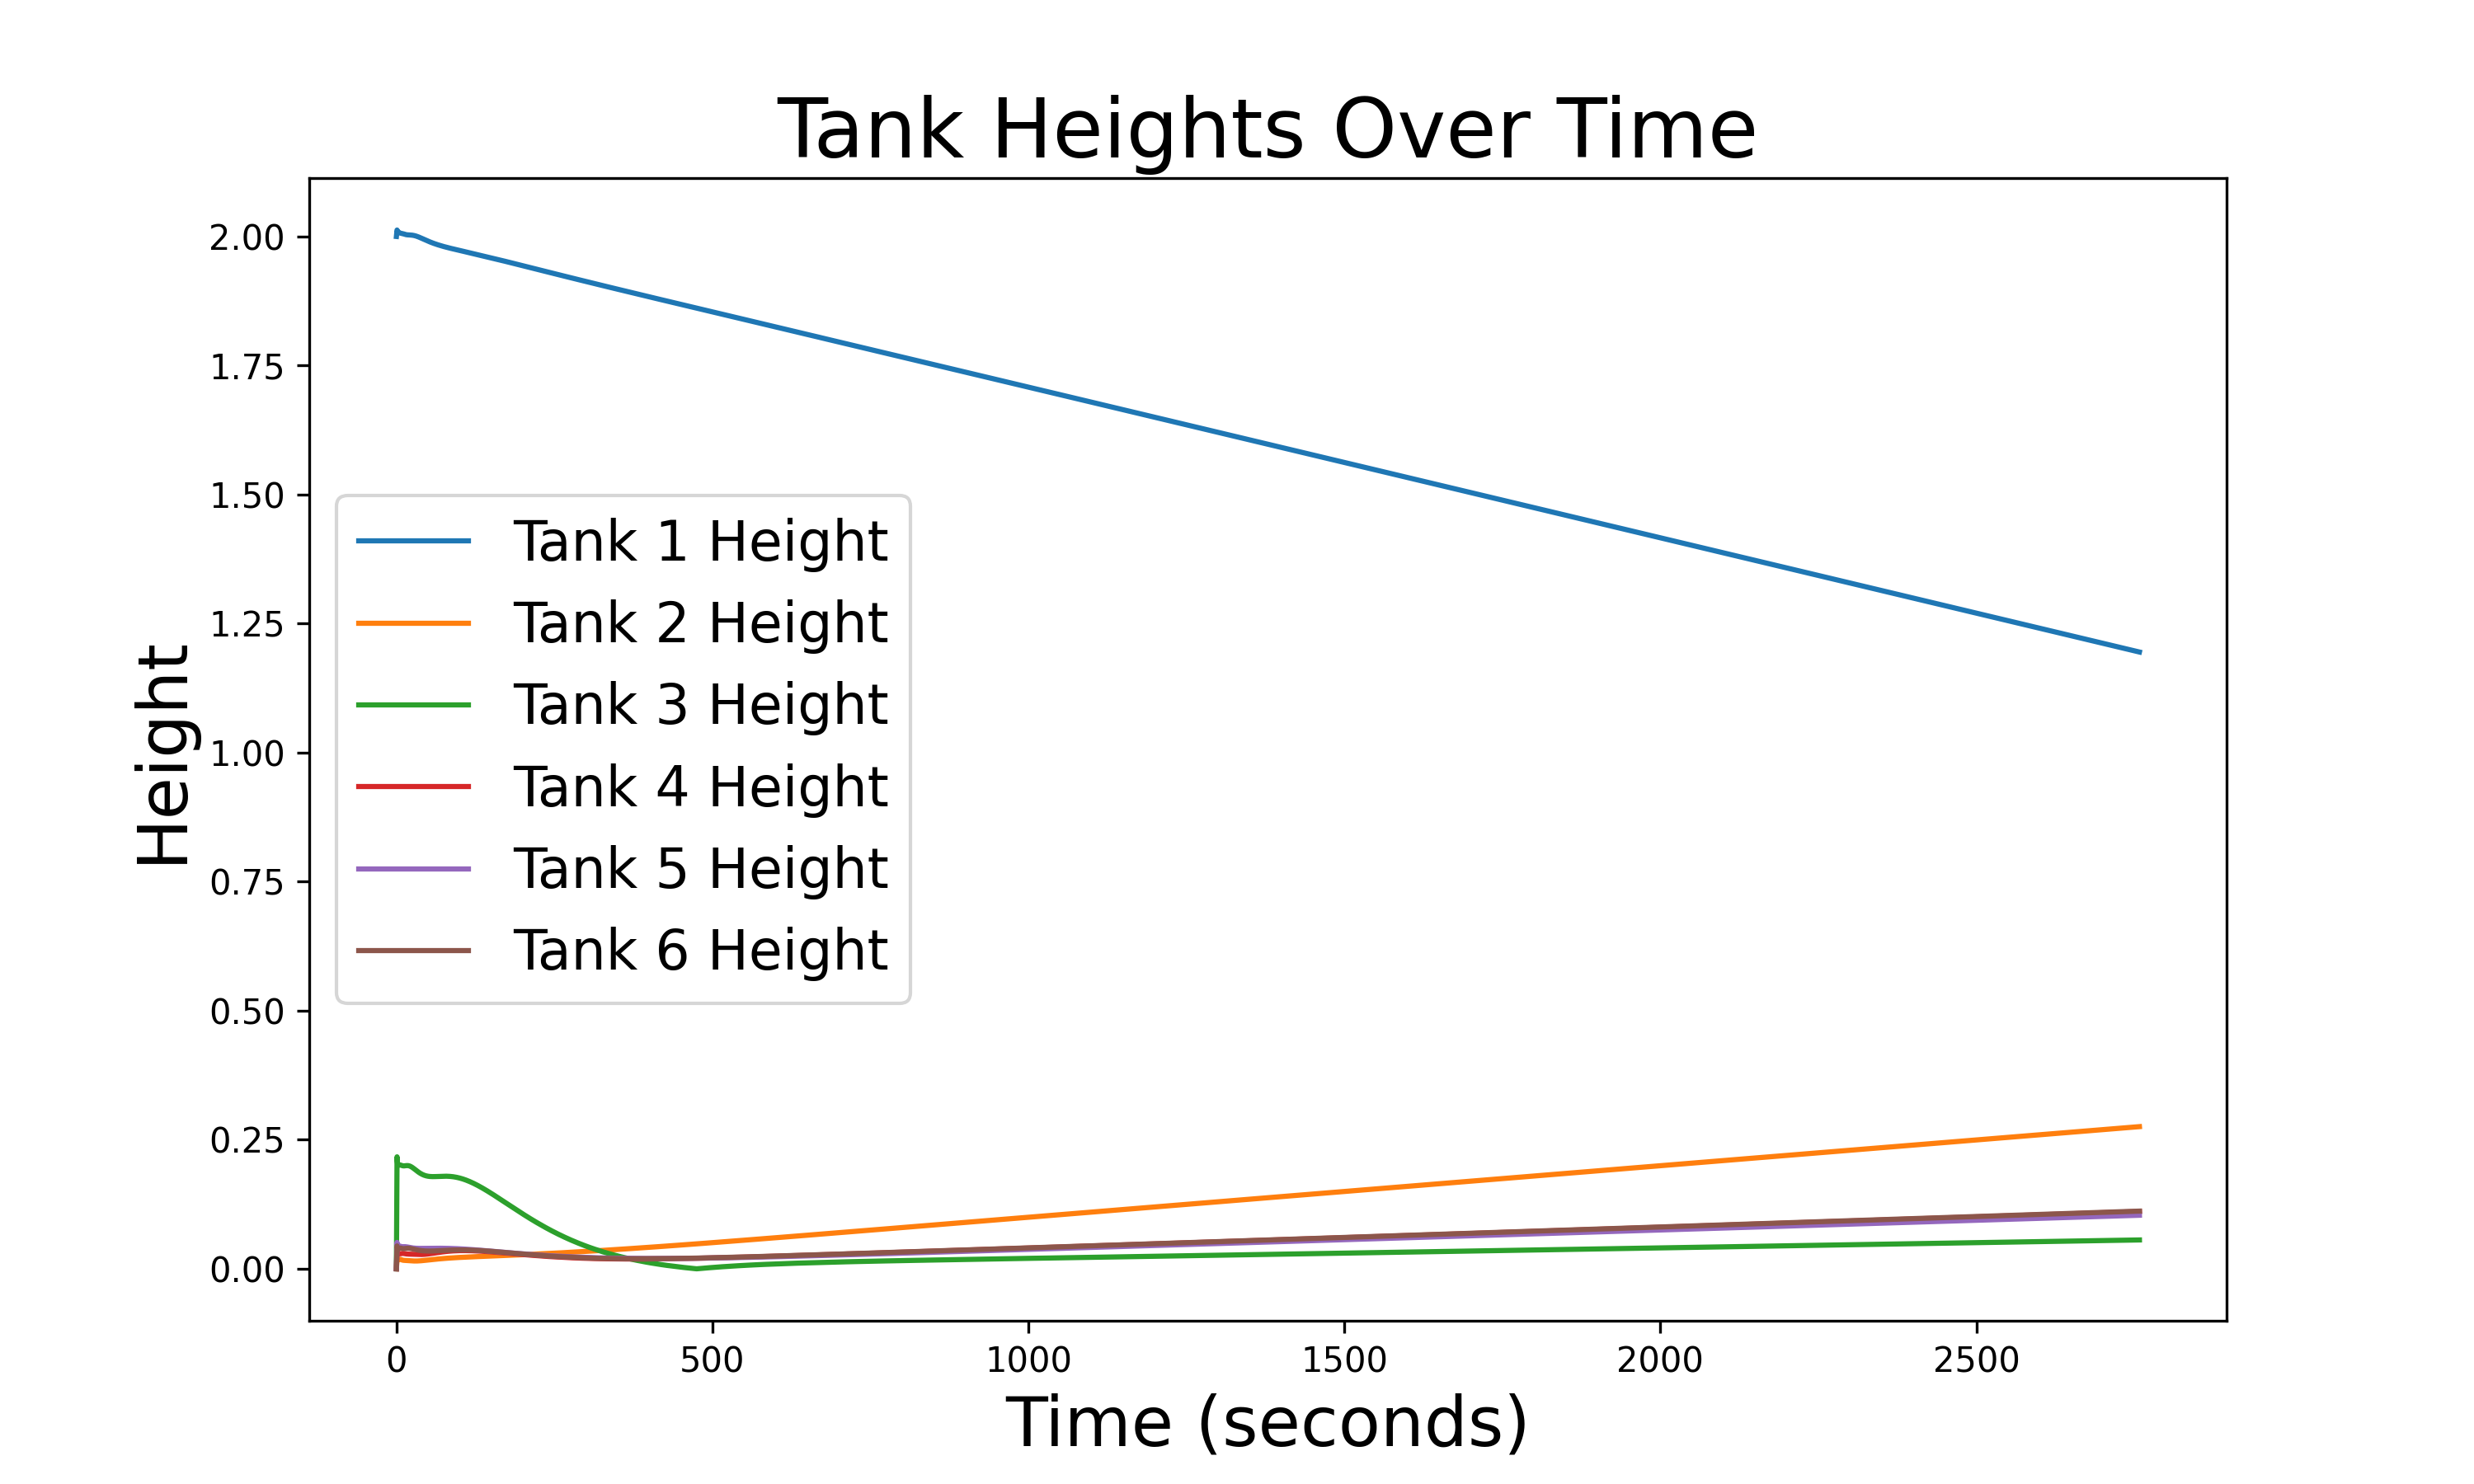 Tank Heights Over Time
Height
2.00
1.75
1.50
1.25
1.00
0.75
0.50
0.25
0.00
Tank 1 Height
Tank 2 Height
Tank 3 Height
Tank 4 Height
Tank 5 Height
Tank 6 Height
0 500 1000 1500 2000 2500
Time (seconds)